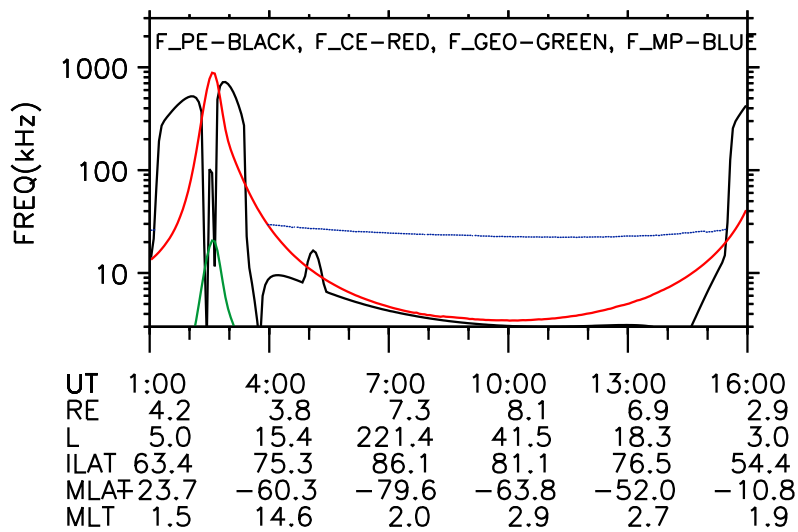 F_PE-BLACK, F_CE-RED, F_GEO-GREEN, F_MP-BLUE
1000
100
10
FREQ(kHz)
UT 1:00 4:00 7:00 10:00 13:00 16:00
RE 4.2 3.8 7.3 8.1 6.9 2.9
L 5.0 15.4 221.4 41.5 18.3 3.0
ILAT 63.4 75.3 86.1 81.1 76.5 54.4
MLAT -23.7 -60.3 -79.6 -63.8 -52.0 -10.8
MLT 1.5 14.6 2.0 2.9 2.7 1.9